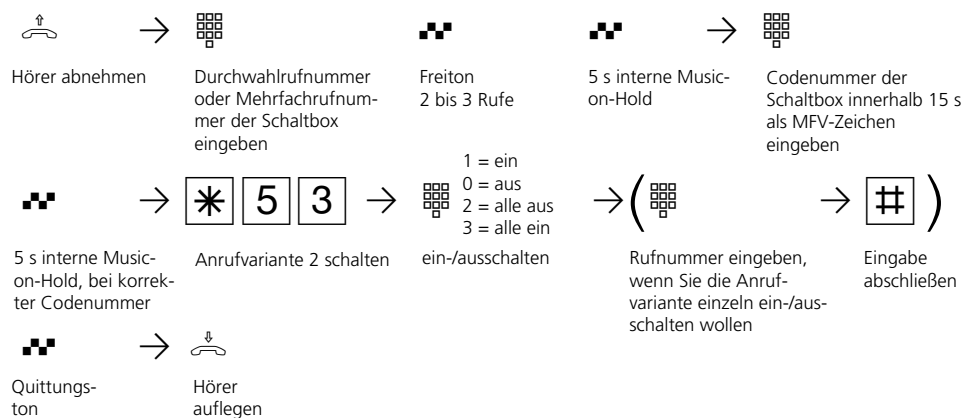 Hörer abnehmen
Durchwahlrufnummer
oder Mehrfachrufnum-
mer der Schaltbox
eingeben
Freiton
2 bis 3 Rufe
5 s interne Music-
on-Hold
Codenummer der
Schaltbox innerhalb 15 s
als MFV-Zeichen
eingeben
* 5 3
1 = ein
0 = aus
2 = alle aus
3 = alle ein
( # )
5 s interne Music-
on-Hold, bei korrek-
ter Codenummer
Anrufvariante 2 schalten
ein-/ausschalten
Rufnummer eingeben,
wenn Sie die Anruf-
variante einzeln ein-/aus-
schalten wollen
Eingabe
abschließen
Quittungs-
ton
Hörer
auflegen